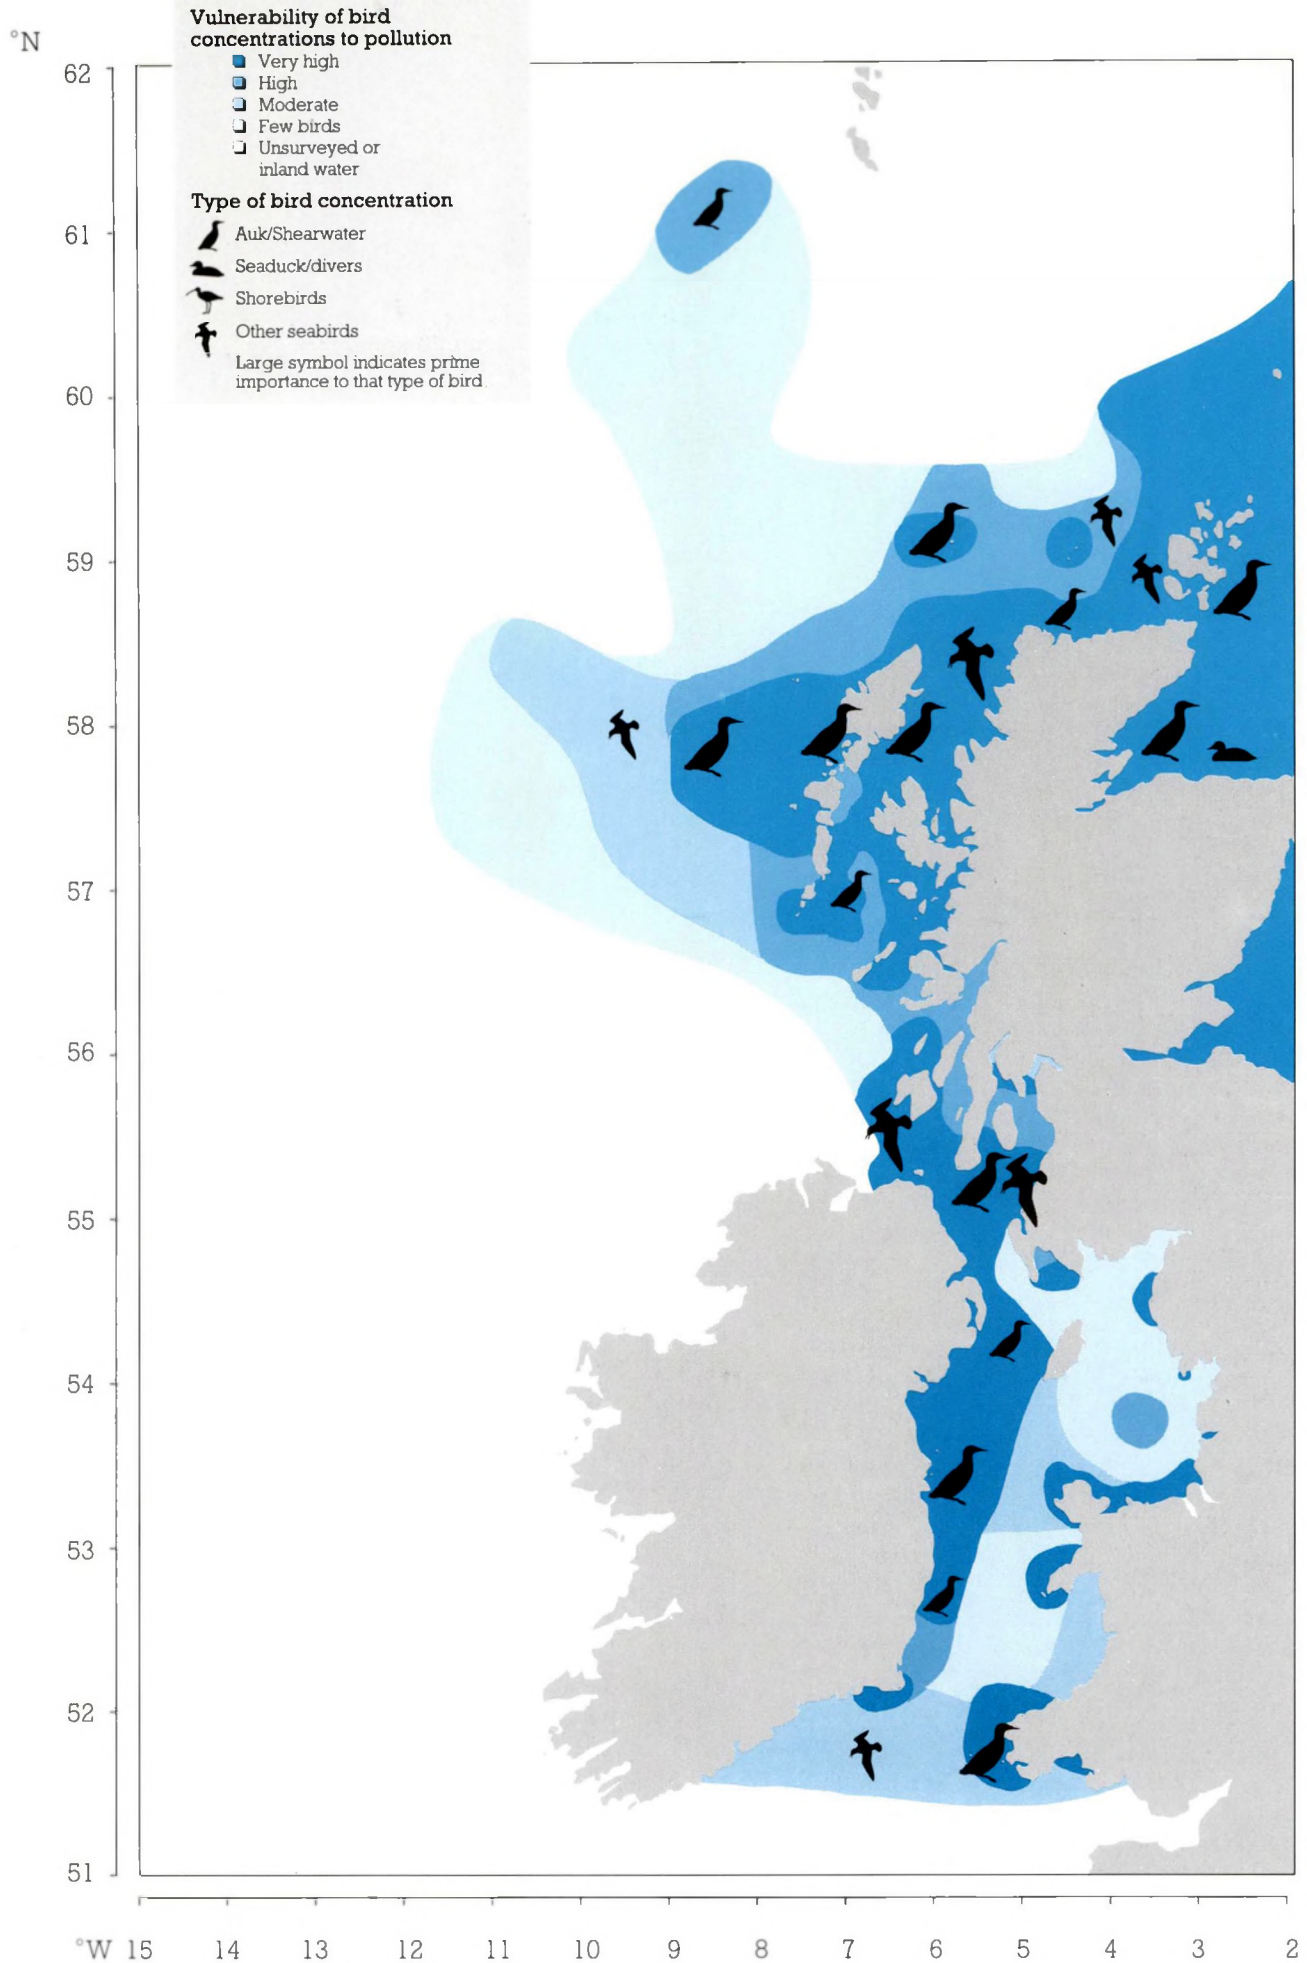 Vulnerability of bird
concentrations to pollution
Very high
High
Moderate
Few birds
Unsurveyed or
inland water
Type of bird concentration
Auk/Shearwater
Seaduck/divers
Shorebirds
Other seabirds
Large symbol indicates prime
importance to that type of bird
°N
62
61
60
59
58
57
56
55
54
53
52
51
°W 15 14 13 12 11 10 9 8 7 6 5 4 3 2